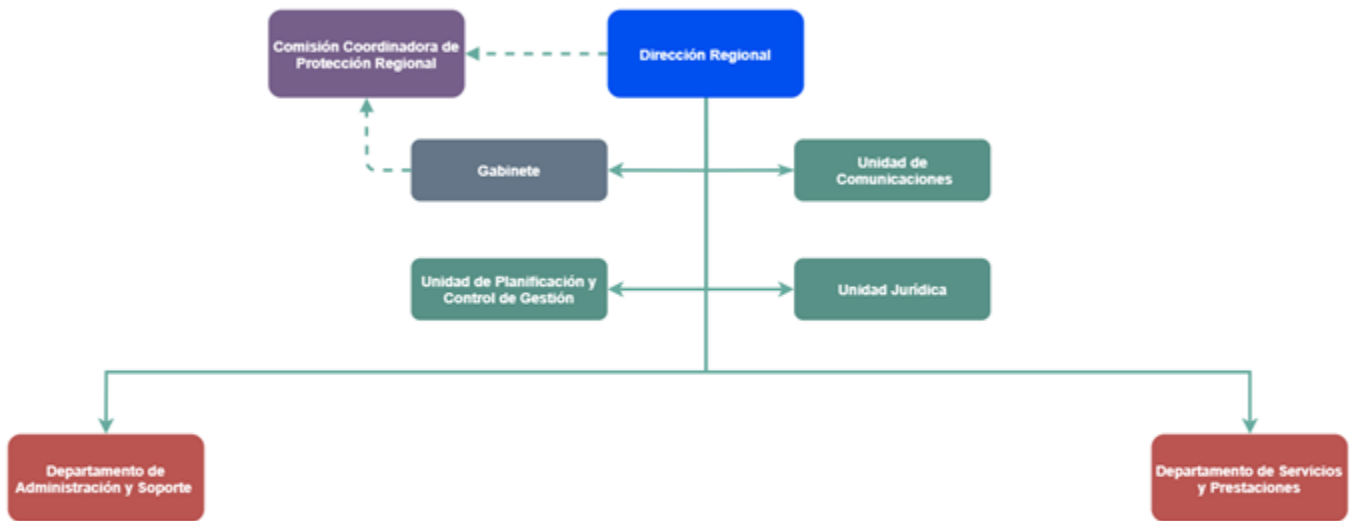 Comisión Coordinadora de
Protección Regional
Dirección Regional
Gabinete
Unidad de
Comunicaciones
Unidad de Planificación y
Control de Gestión
Unidad Jurídica
Departamento de
Administración y Soporte
Departamento de Servicios
y Prestaciones